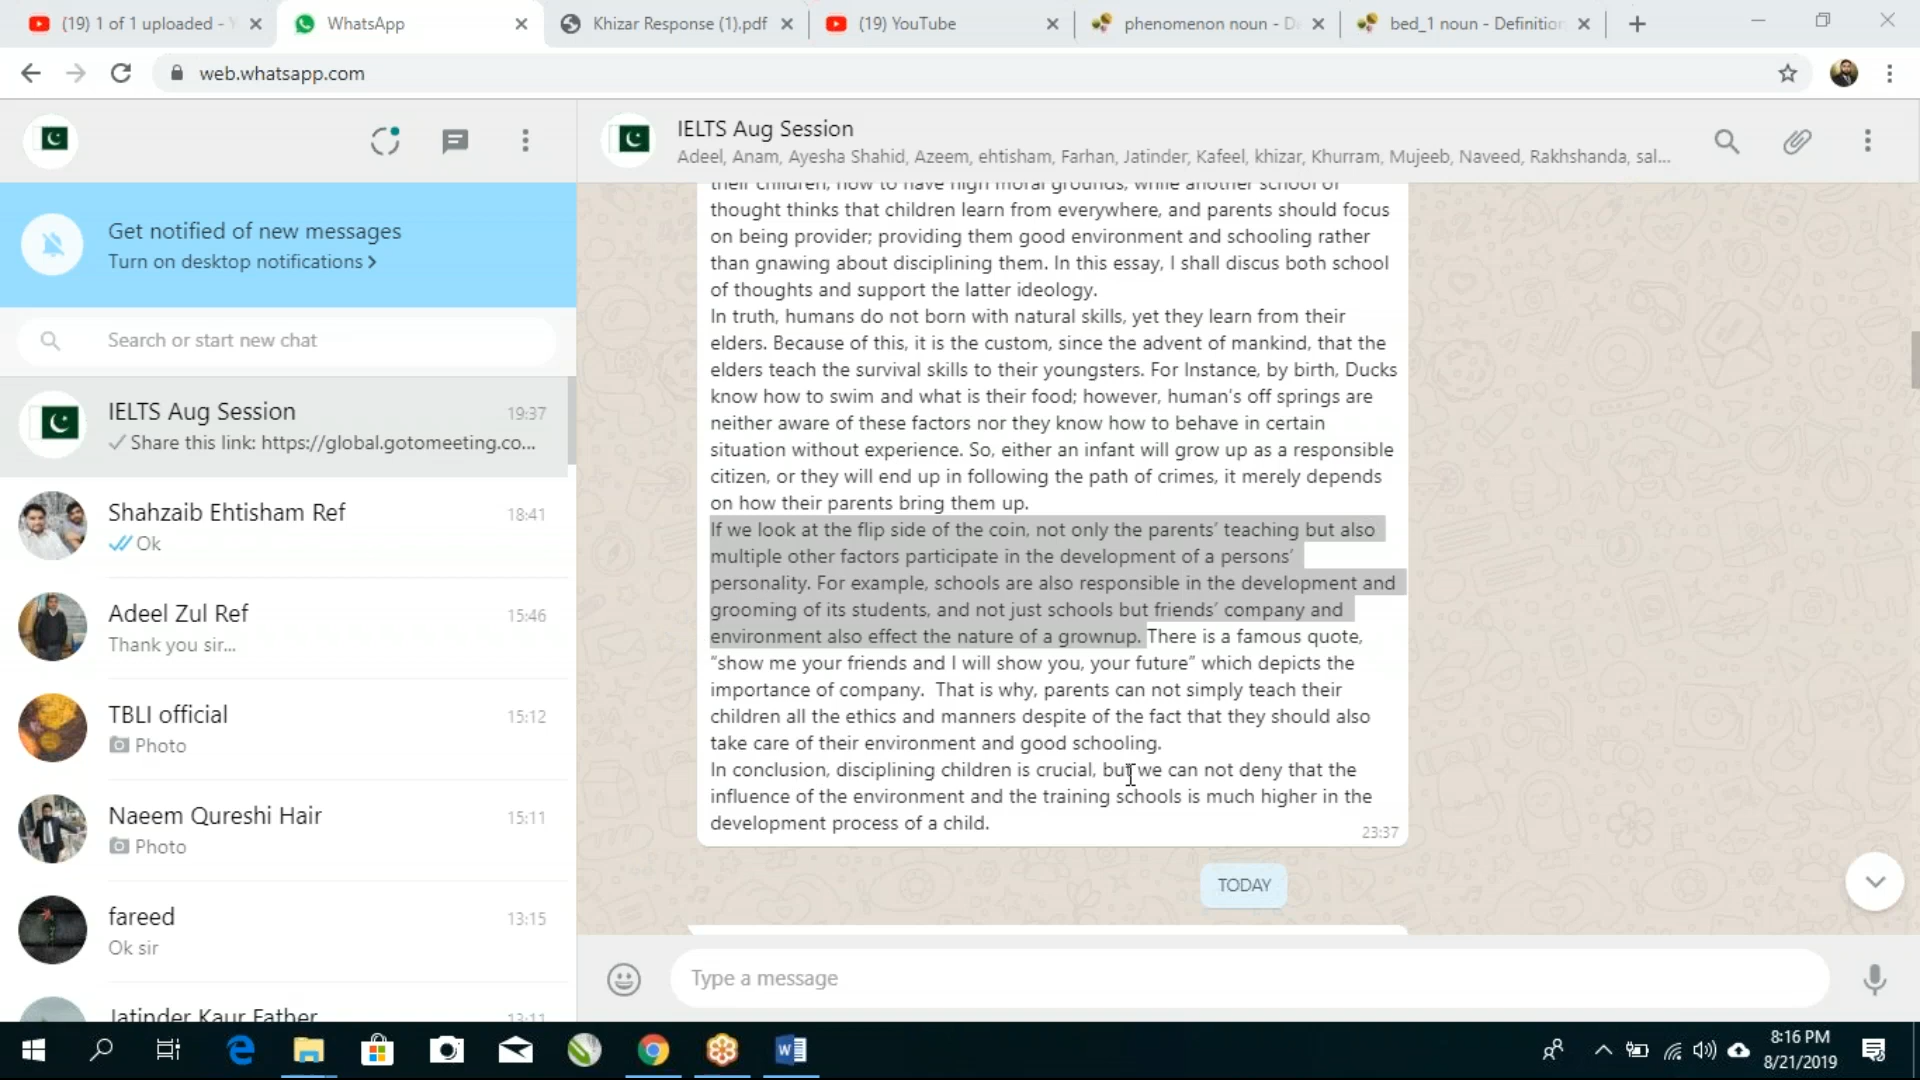 (19) 1 of 1 uploaded -
WhatsApp
Khizar Response (1).pdf
(19) YouTube
phenomenon noun - De
bed_1 noun - Definition
web.whatsapp.com
IELTS Aug Session
Adeel, Anam, Ayesha Shahid, Azeem, ehtisham, Farhan, Jatinder, Kafeel, khizar, Khurram, Mujeeb, Naveed, Rakhshanda, sal...
Get notified of new messages
Turn on desktop notifications >
Search or start new chat
IELTS Aug Session
19:37
Share this link: https://global.gotomeeting.co...
Shahzaib Ehtisham Ref
18:41
Ok
Adeel Zul Ref
15:46
Thank you sir...
TBLI official
15:12
Photo
Naeem Qureshi Hair
15:11
Photo
fareed
13:15
Ok sir
Jatinder Kaur Father
13:11
their children, how to have high moral grounds, while another school of
thought thinks that children learn from everywhere, and parents should focus
on being provider; providing them good environment and schooling rather
than gnawing about disciplining them. In this essay, I shall discus both school
of thoughts and support the latter ideology.
In truth, humans do not born with natural skills, yet they learn from their
elders. Because of this, it is the custom, since the advent of mankind, that the
elders teach the survival skills to their youngsters. For Instance, by birth, Ducks
know how to swim and what is their food; however, human's off springs are
neither aware of these factors nor they know how to behave in certain
situation without experience. So, either an infant will grow up as a responsible
citizen, or they will end up in following the path of crimes, it merely depends
on how their parents bring them up.
If we look at the flip side of the coin, not only the parents' teaching but also
multiple other factors participate in the development of a persons'
personality. For example, schools are also responsible in the development and
grooming of its students, and not just schools but friends' company and
environment also effect the nature of a grownup. There is a famous quote,
"show me your friends and I will show you, your future" which depicts the
importance of company.  That is why, parents can not simply teach their
children all the ethics and manners despite of the fact that they should also
take care of their environment and good schooling.
In conclusion, disciplining children is crucial, but we can not deny that the
influence of the environment and the training schools is much higher in the
development process of a child.
23:37
TODAY
Type a message
8:16 PM
8/21/2019